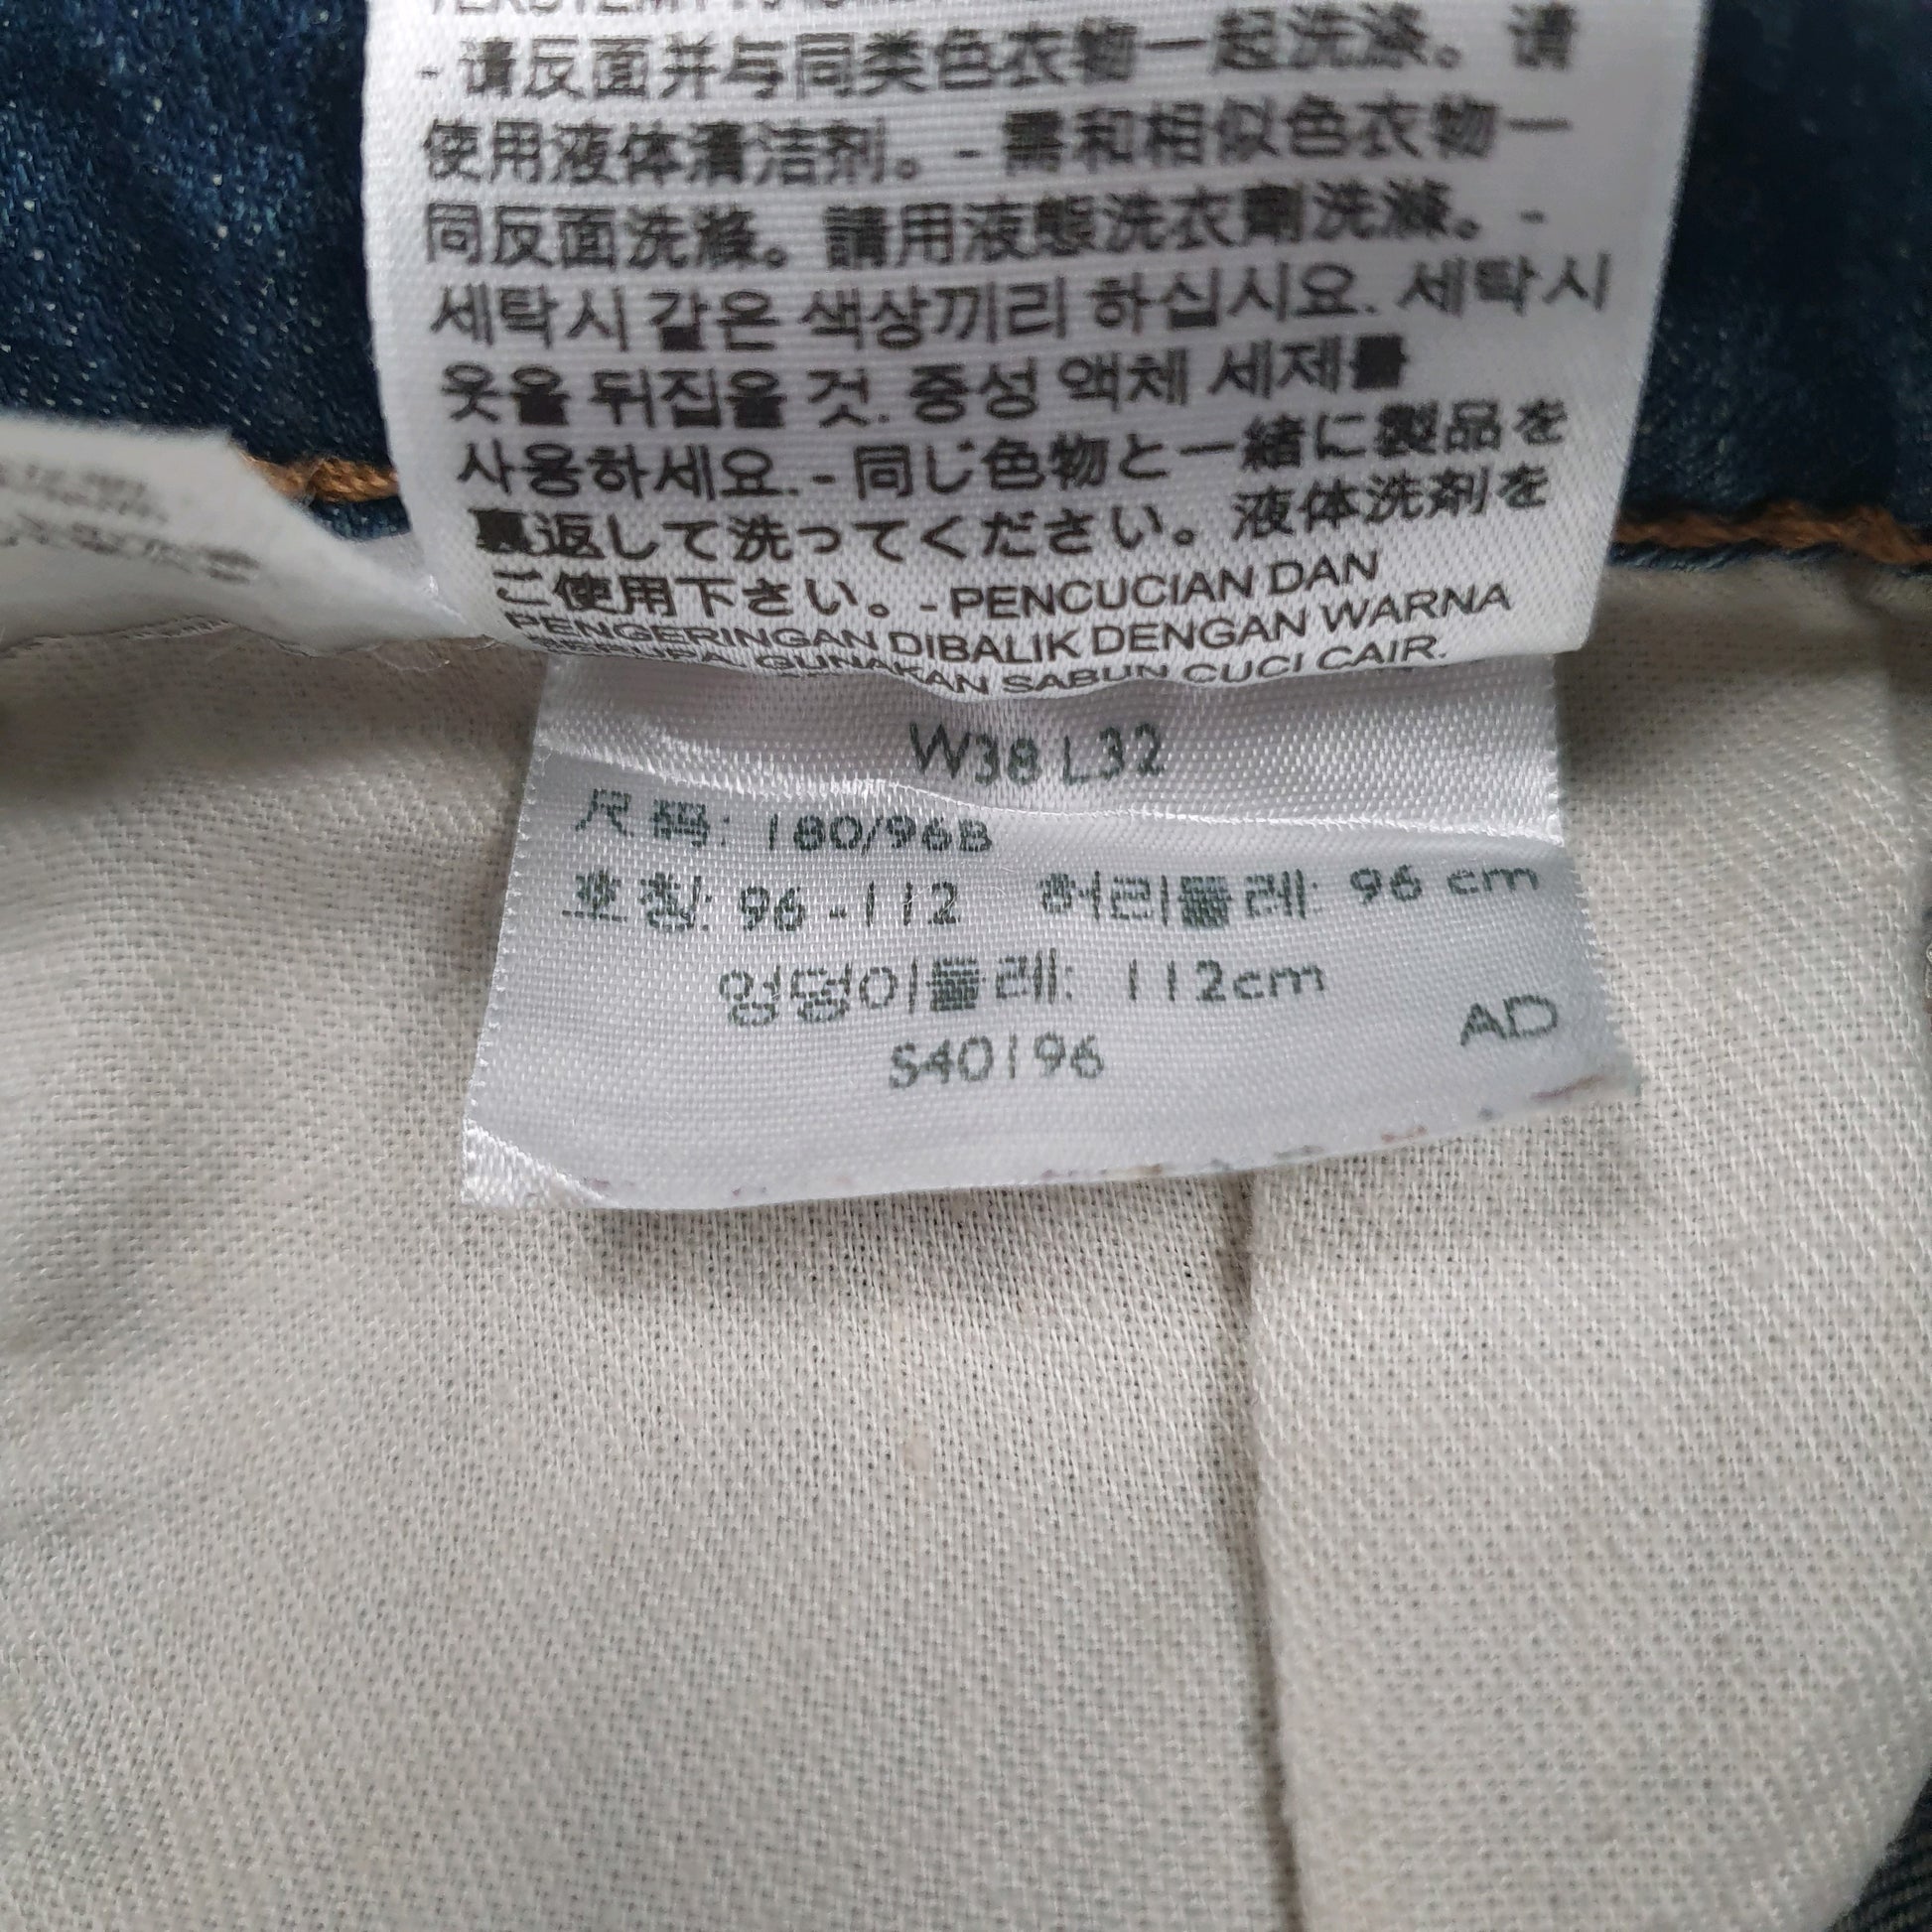 - 请反面并与同类色衣物一起洗涤。请
使用液体清洁剂。- 需和相似色衣物一
同反面洗滌。請用液態洗衣劑洗滌。-
세탁시 같은 색상끼리 하십시요. 세탁시
옷을 뒤집을 것. 중성 액체 세제를
사용하세요. - 同じ色物と一緒に製品を
裏返して洗ってください。液体洗剤を
ご使用下さい。- PENCUCIAN DAN
PENGERINGAN DIBALIK DENGAN WARNA
SERUPA. GUNAKAN SABUN CUCI CAIR.
W38 L32
尺码: 180/96B
호칭: 96 - 112 허리둘레: 96 cm
엉덩이둘레: 112cm
S40196 AD